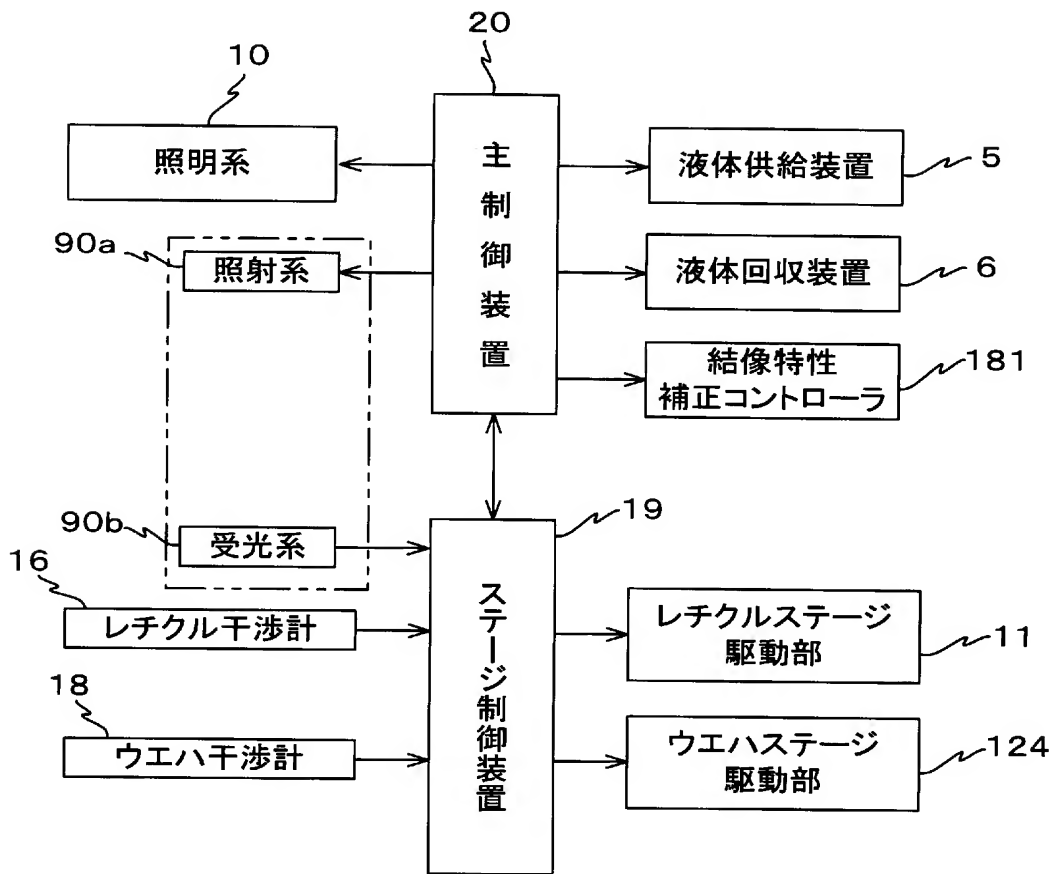 20
10
主制御装置
照明系
液体供給装置
5
90a
照射系
液体回収装置
6
結像特性
補正コントローラ
181
90b
受光系
19
16
レチクル干渉計
ステージ制御装置
レチクルステージ
駆動部
11
18
ウエハ干渉計
ウエハステージ
駆動部
124